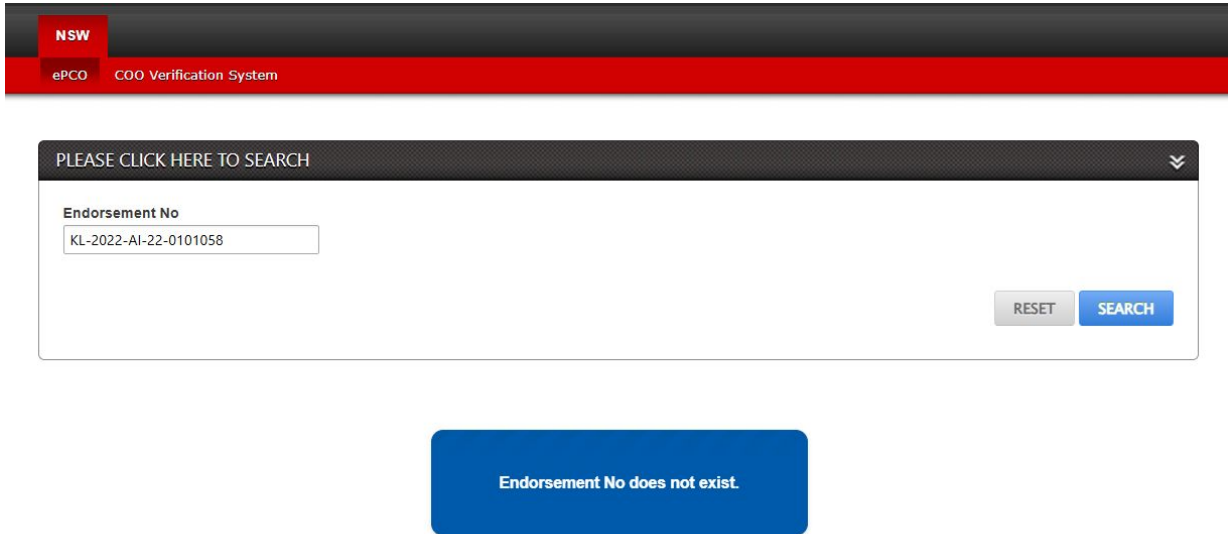 NSW
ePCO COO Verification System
PLEASE CLICK HERE TO SEARCH
Endorsement No
KL-2022-AI-22-0101058
RESET SEARCH
Endorsement No does not exist.